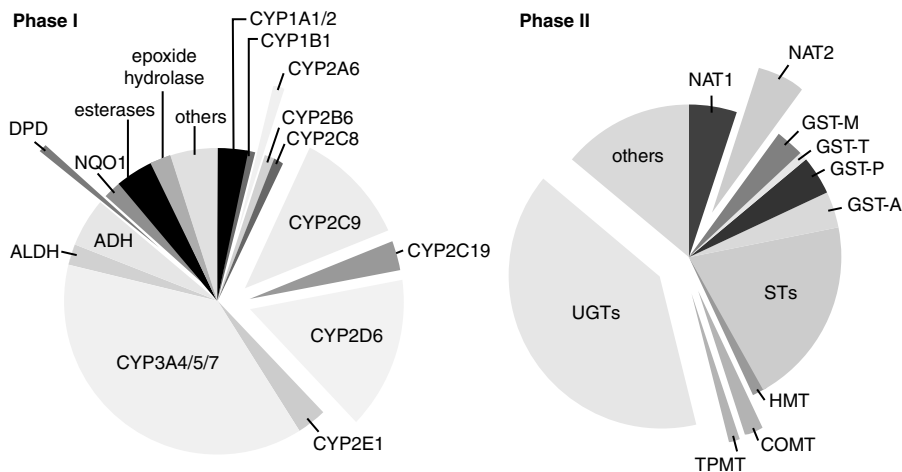 Phase I
CYP1A1/2
CYP1B1
epoxide
hydrolase
CYP2A6
esterases
others
CYP2B6
DPD
CYP2C8
NQO1
CYP2C9
ADH
ALDH
CYP2C19
CYP2D6
CYP3A4/5/7
CYP2E1
Phase II
NAT2
NAT1
GST-M
GST-T
others
GST-P
GST-A
STs
UGTs
HMT
COMT
TPMT